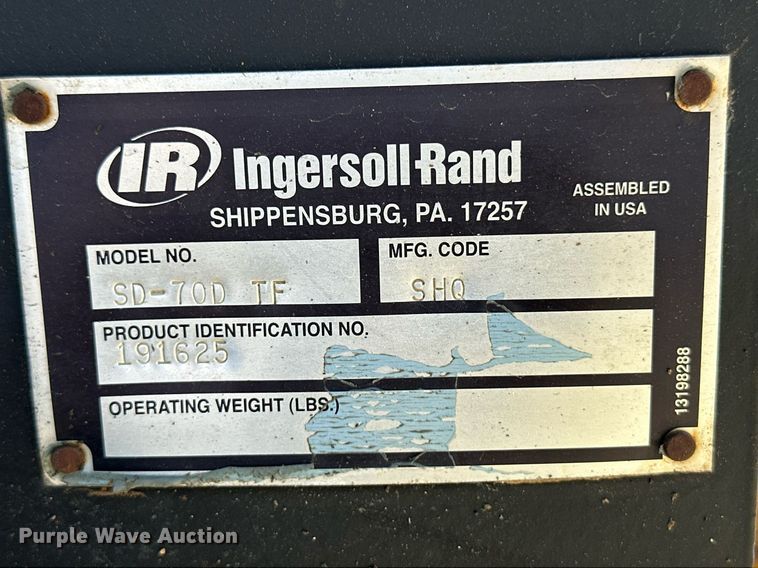 IR Ingersoll-Rand
SHIPPENSBURG, PA. 17257
ASSEMBLED
IN USA
MODEL NO.
SD-70D TF
MFG. CODE
SHQ
PRODUCT IDENTIFICATION NO.
191625
OPERATING WEIGHT (LBS.)
13198288
Purple Wave Auction